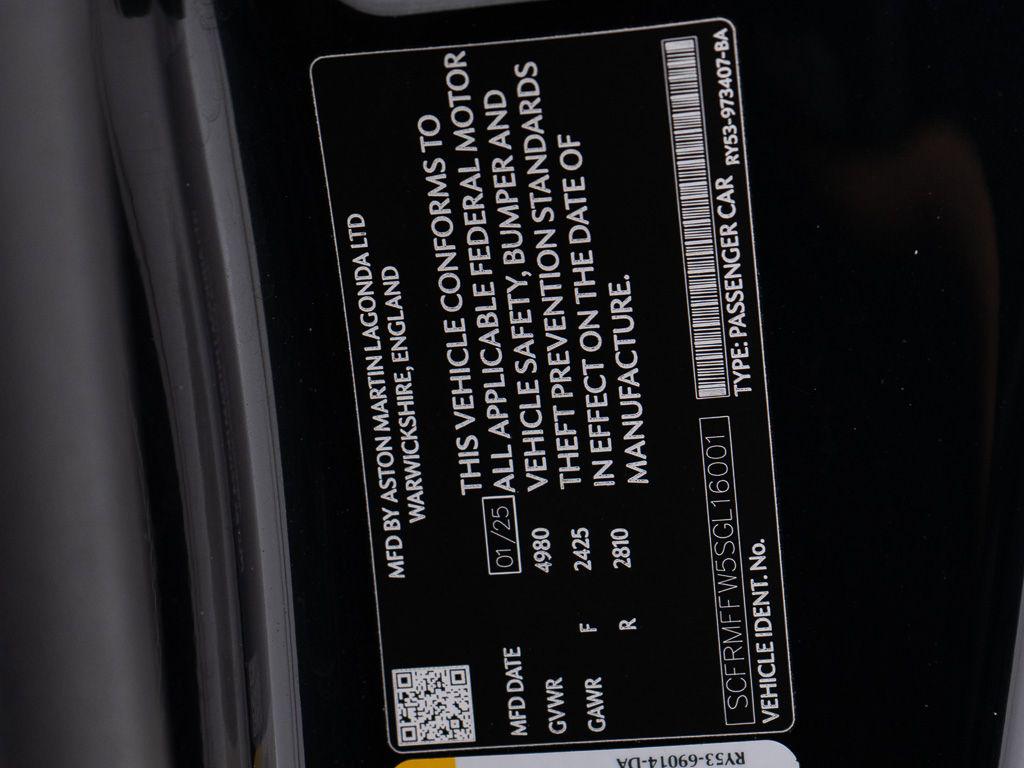 MFD BY ASTON MARTIN LAGONDA LTD
WARWICKSHIRE, ENGLAND
MFD DATE 01/25
GVWR 4980
GAWR F 2425
R 2810
THIS VEHICLE CONFORMS TO
ALL APPLICABLE FEDERAL MOTOR
VEHICLE SAFETY, BUMPER AND
THEFT PREVENTION STANDARDS
IN EFFECT ON THE DATE OF
MANUFACTURE.
SCFRMFFW5SGL16001
VEHICLE IDENT. No. TYPE: PASSENGER CAR RY53-973407-BA
RY53-69014-DA